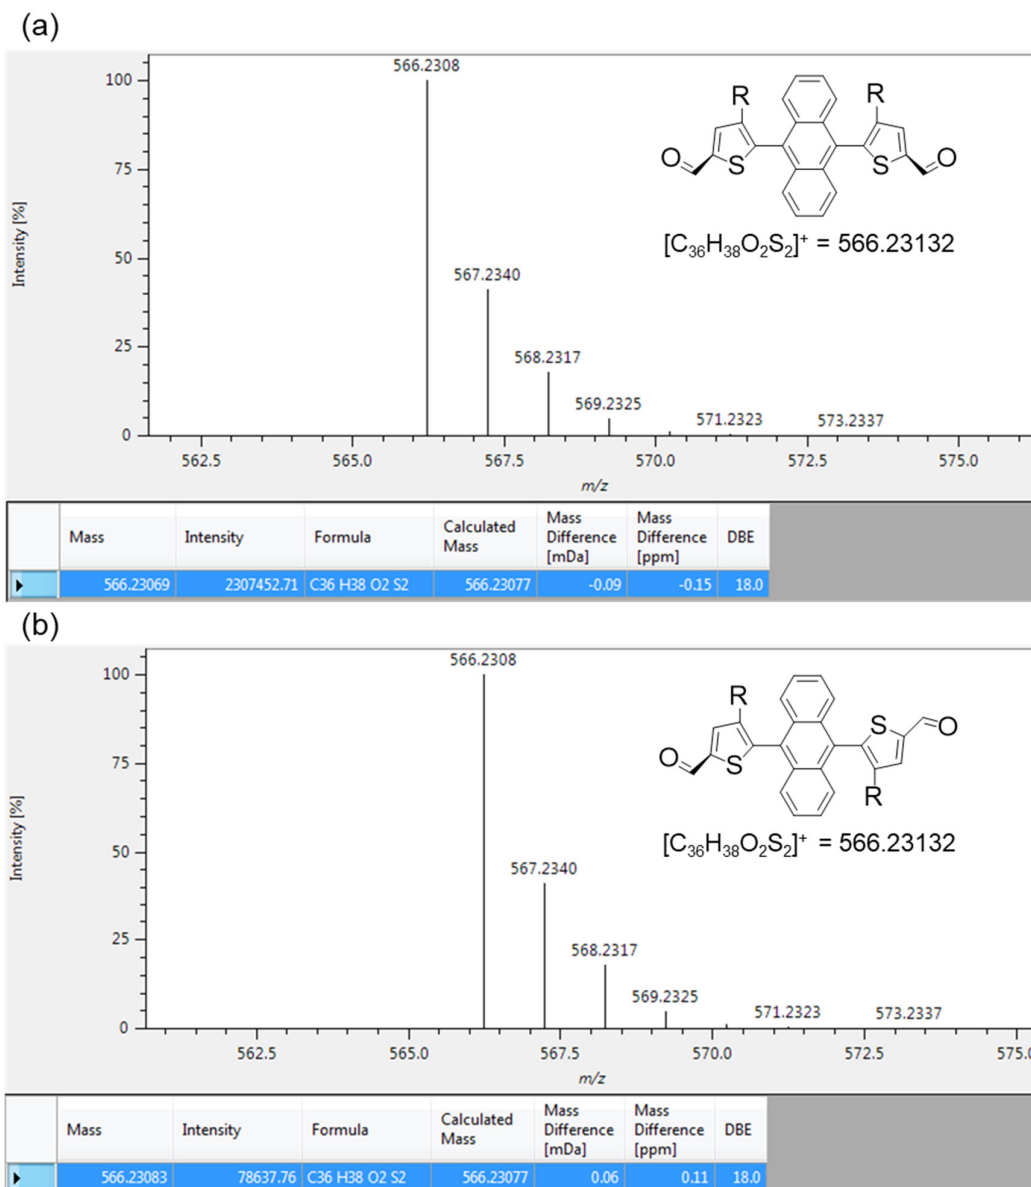 (a)
566.2308
100
R
R
O
S
S
O
75
[C₃₆H₃₈O₂S₂]⁺ = 566.23132
Intensity [%]
50
567.2340
25
568.2317
569.2325
571.2323
573.2337
0
562.5
565.0
567.5
570.0
572.5
575.0
m/z
Mass
Intensity
Formula
Calculated
Mass
Mass
Difference
[mDa]
Mass
Difference
[ppm]
DBE
566.23069
2307452.71
C36 H38 O2 S2
566.23077
-0.09
-0.15
18.0
(b)
566.2308
100
R
S
O
O
S
R
75
[C₃₆H₃₈O₂S₂]⁺ = 566.23132
Intensity [%]
50
567.2340
25
568.2317
569.2325
571.2323
573.2337
0
562.5
565.0
567.5
570.0
572.5
575.0
m/z
Mass
Intensity
Formula
Calculated
Mass
Mass
Difference
[mDa]
Mass
Difference
[ppm]
DBE
566.23083
78637.76
C36 H38 O2 S2
566.23077
0.06
0.11
18.0